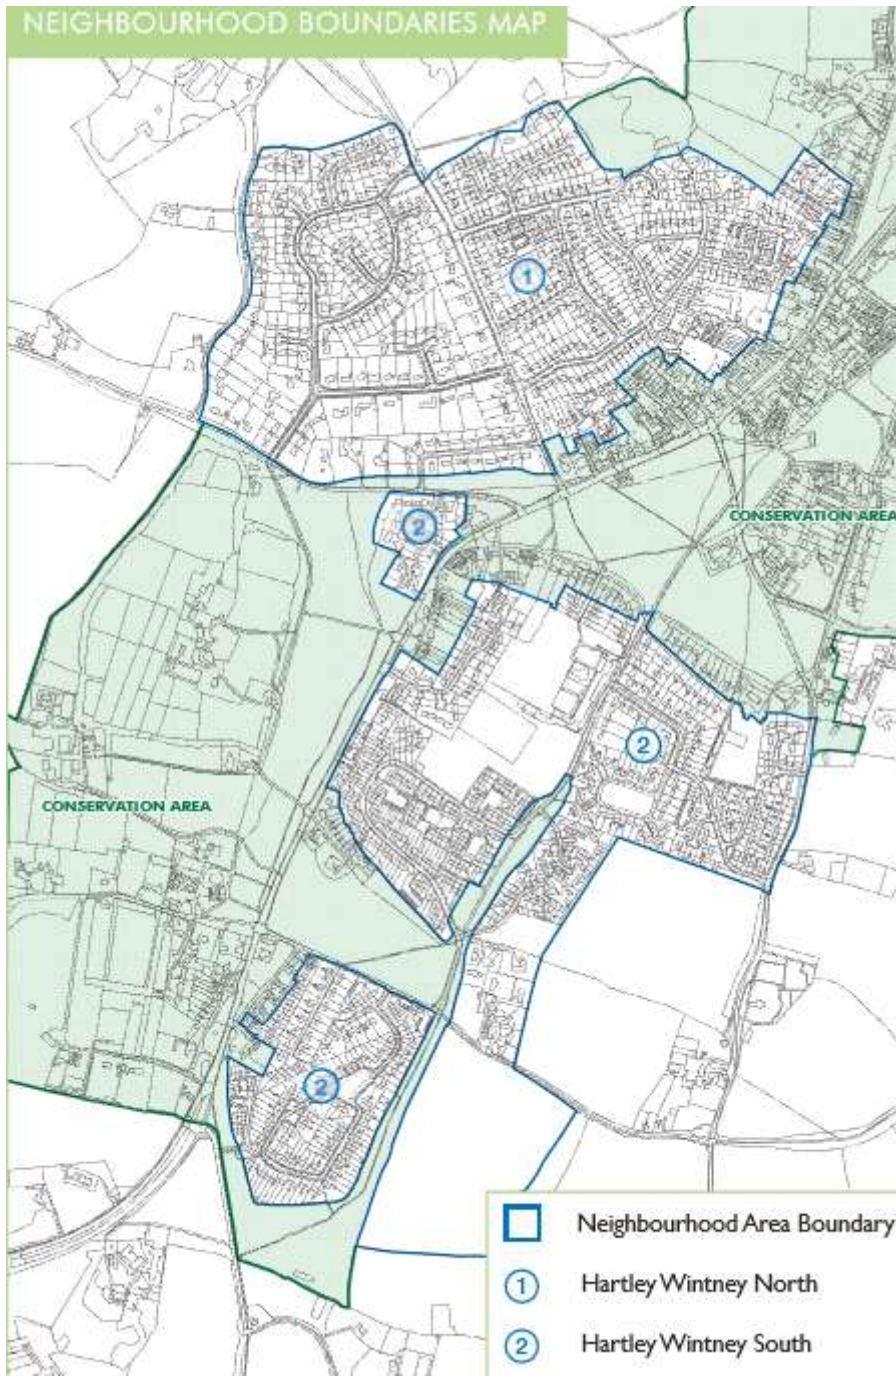 NEIGHBOURHOOD BOUNDARIES MAP
1
2
CONSERVATION AREA
2
CONSERVATION AREA
2
Neighbourhood Area Boundary
1 Hartley Wintney North
2 Hartley Wintney South